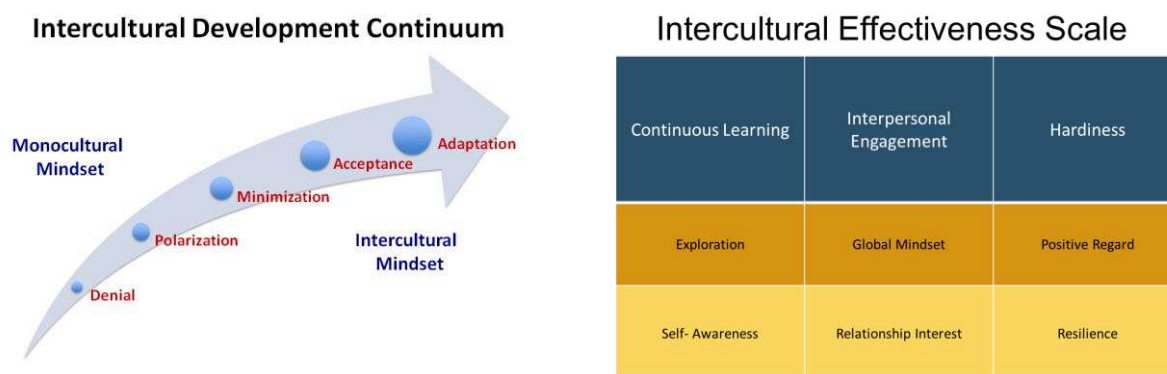 Intercultural Development Continuum
Monocultural
Mindset
Adaptation
Acceptance
Minimization
Polarization
Intercultural
Mindset
Denial
Intercultural Effectiveness Scale
Continuous Learning
Interpersonal
Engagement
Hardiness
Exploration
Global Mindset
Positive Regard
Self- Awareness
Relationship Interest
Resilience